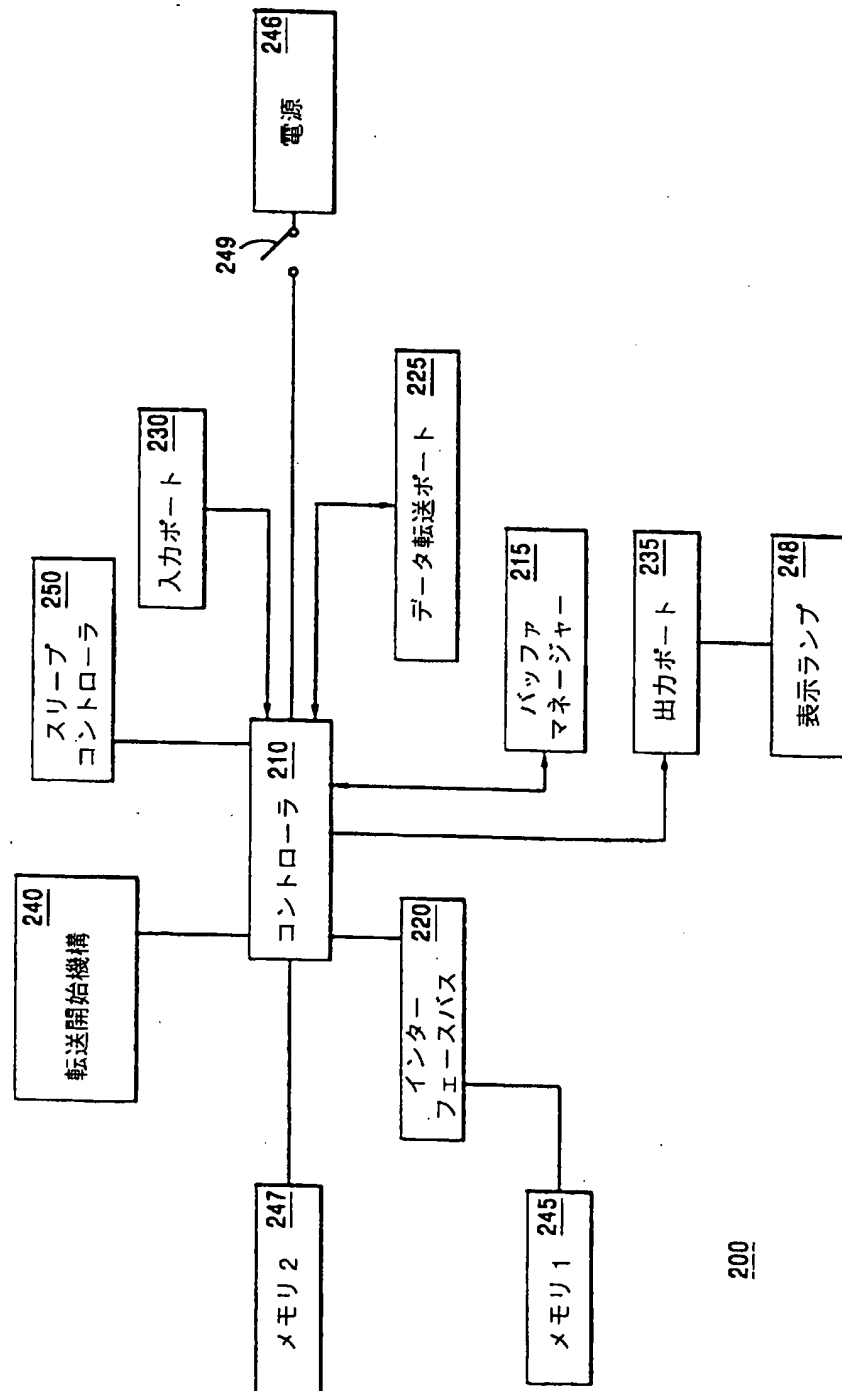 転送開始機構
240
スリープ
コントローラ
250
入力ポート
230
249
電源
246
メモリ2
247
コントローラ
210
インター
フェースバス
220
メモリ1
245
データ転送ポート
225
バッファ
マネージャー
215
出力ポート
235
表示ランプ
248
200